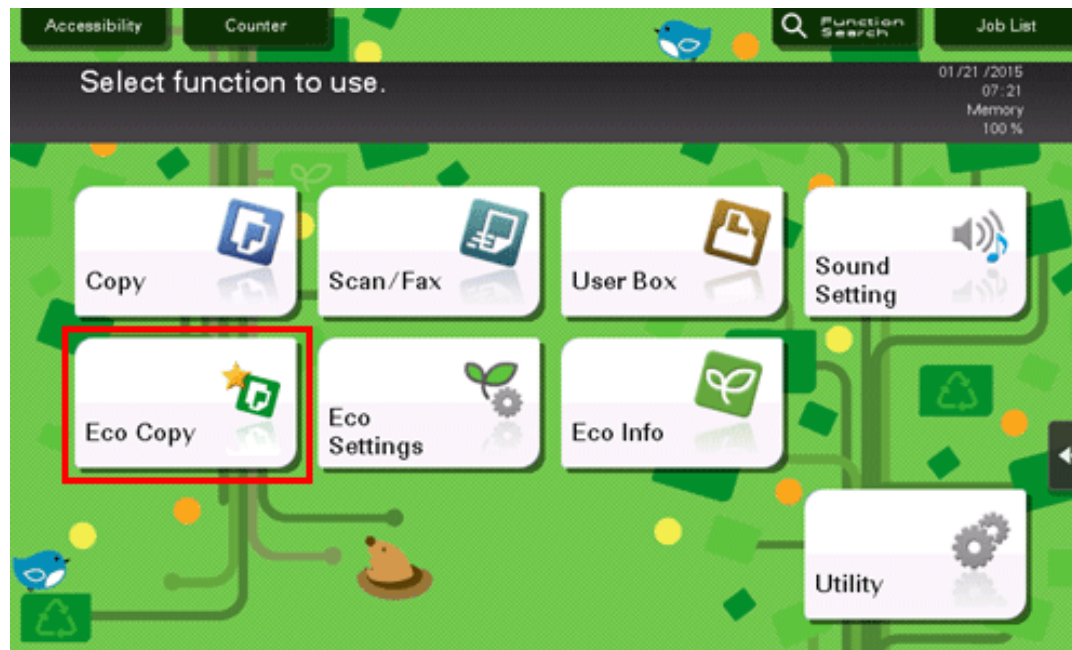 Accessibility
Counter
Function
Search
Job List
Select function to use.
01/21/2015
07:21
Memory
100 %
Copy
Scan/Fax
User Box
Sound
Setting
Eco Copy
Eco
Settings
Eco Info
Utility